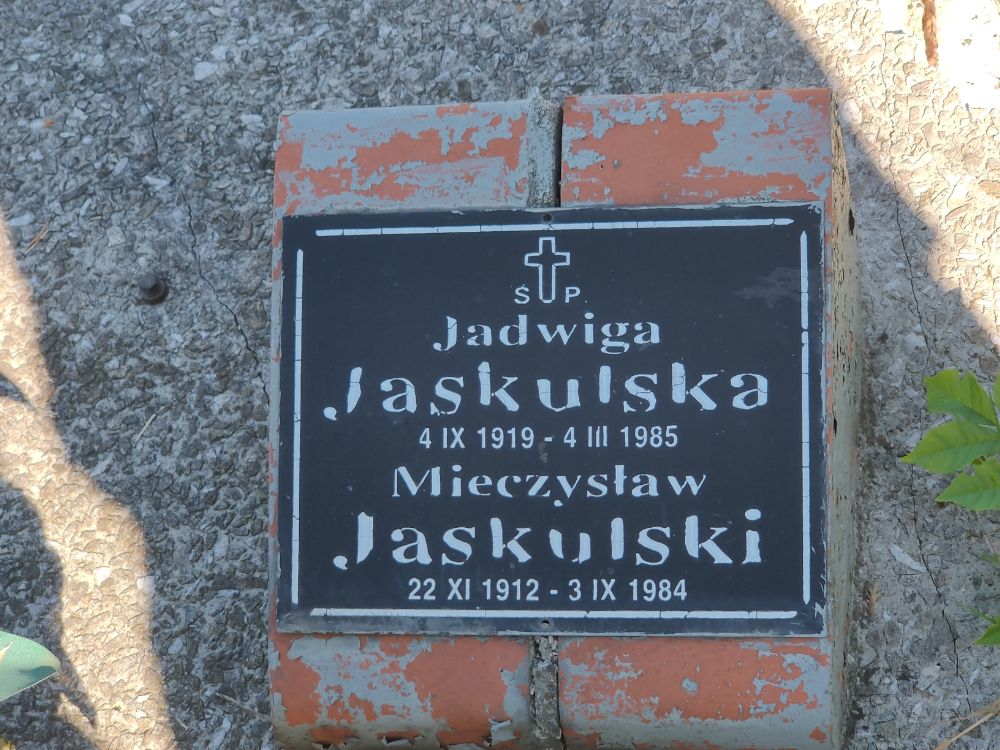 Ś P
Jadwiga
Jaskulska
4 IX 1919 - 4 III 1985
Mieczysław
Jaskulski
22 XI 1912 - 3 IX 1984